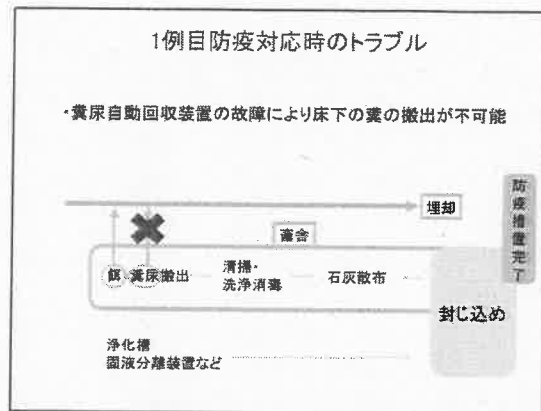 1例目防疫対応時のトラブル
・糞尿自動回収装置の故障により床下の糞の搬出が不可能
埋却
防疫措置完了
畜舎
餌・糞尿搬出
清掃・
洗浄消毒
石灰散布
封じ込め
浄化槽
固液分離装置など